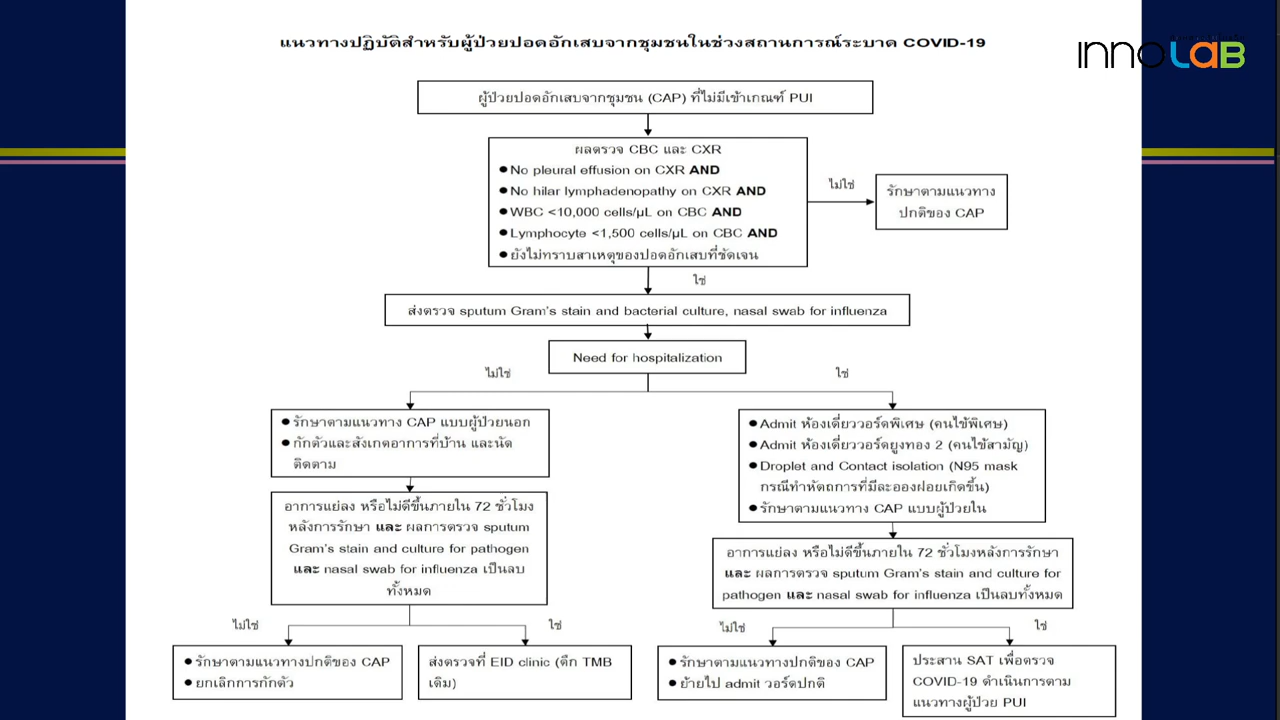 แนวทางปฏิบัติสำหรับผู้ป่วยปอดอักเสบจากชุมชนในช่วงสถานการณ์ระบาด COVID-19
InnoLaB
ผู้ป่วยปอดอักเสบจากชุมชน (CAP) ที่ไม่มีเข้าเกณฑ์ PUI
ผลตรวจ CBC และ CXR
● No pleural effusion on CXR AND
● No hilar lymphadenopathy on CXR AND
● WBC <10,000 cells/µL on CBC AND
● Lymphocyte <1,500 cells/µL on CBC AND
● ยังไม่ทราบสาเหตุของปอดอักเสบที่ชัดเจน
ไม่ใช่
รักษาตามแนวทาง
ปกติของ CAP
ใช่
ส่งตรวจ sputum Gram's stain and bacterial culture, nasal swab for influenza
Need for hospitalization
ไม่ใช่
ใช่
● รักษาตามแนวทาง CAP แบบผู้ป่วยนอก
● กักตัวและสังเกตอาการที่บ้าน และนัด
ติดตาม
● Admit ห้องเดี่ยววอร์ดพิเศษ (คนไข้พิเศษ)
● Admit ห้องเดี่ยววอร์ดยูงทอง 2 (คนไข้สามัญ)
● Droplet and Contact isolation (N95 mask
กรณีทำหัตถการที่มีละอองฝอยเกิดขึ้น)
● รักษาตามแนวทาง CAP แบบผู้ป่วยใน
อาการแย่ลง หรือไม่ดีขึ้นภายใน 72 ชั่วโมง
หลังการรักษา และ ผลการตรวจ sputum
Gram's stain and culture for pathogen
และ nasal swab for influenza เป็นลบ
ทั้งหมด
อาการแย่ลง หรือไม่ดีขึ้นภายใน 72 ชั่วโมงหลังการรักษา
และ ผลการตรวจ sputum Gram's stain and culture for
pathogen และ nasal swab for influenza เป็นลบทั้งหมด
ไม่ใช่
ใช่
ไม่ใช่
ใช่
● รักษาตามแนวทางปกติของ CAP
● ยกเลิกการกักตัว
ส่งตรวจที่ EID clinic (ตึก TMB
เดิม)
● รักษาตามแนวทางปกติของ CAP
● ย้ายไป admit วอร์ดปกติ
ประสาน SAT เพื่อตรวจ
COVID-19 ดำเนินการตาม
แนวทางผู้ป่วย PUI